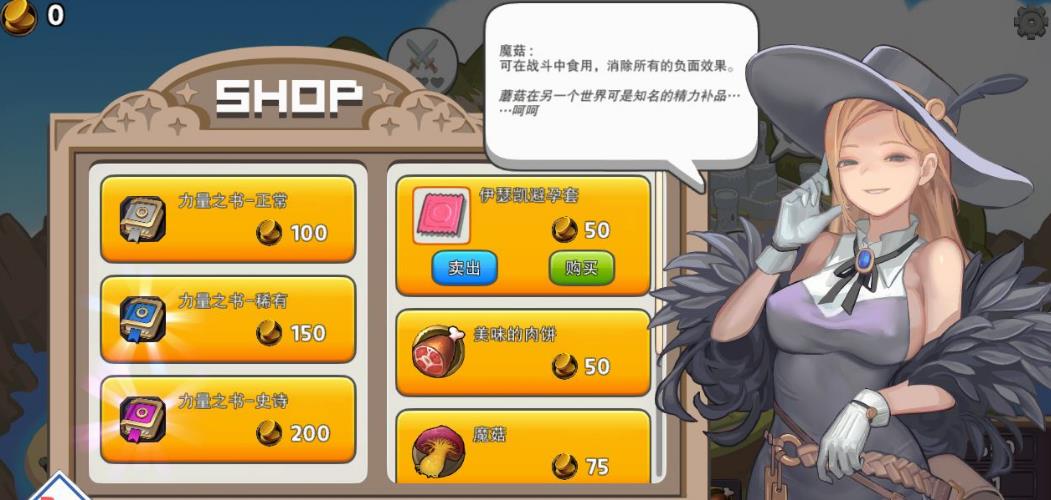 0
SHOP
魔菇：
可在战斗中食用，消除所有的负面效果。
蘑菇在另一个世界可是知名的精力补品…
…呵呵
力量之书-正常
100
力量之书-稀有
150
力量之书-史诗
200
伊瑟凯避孕套
50
卖出
购买
美味的肉饼
50
魔菇
75